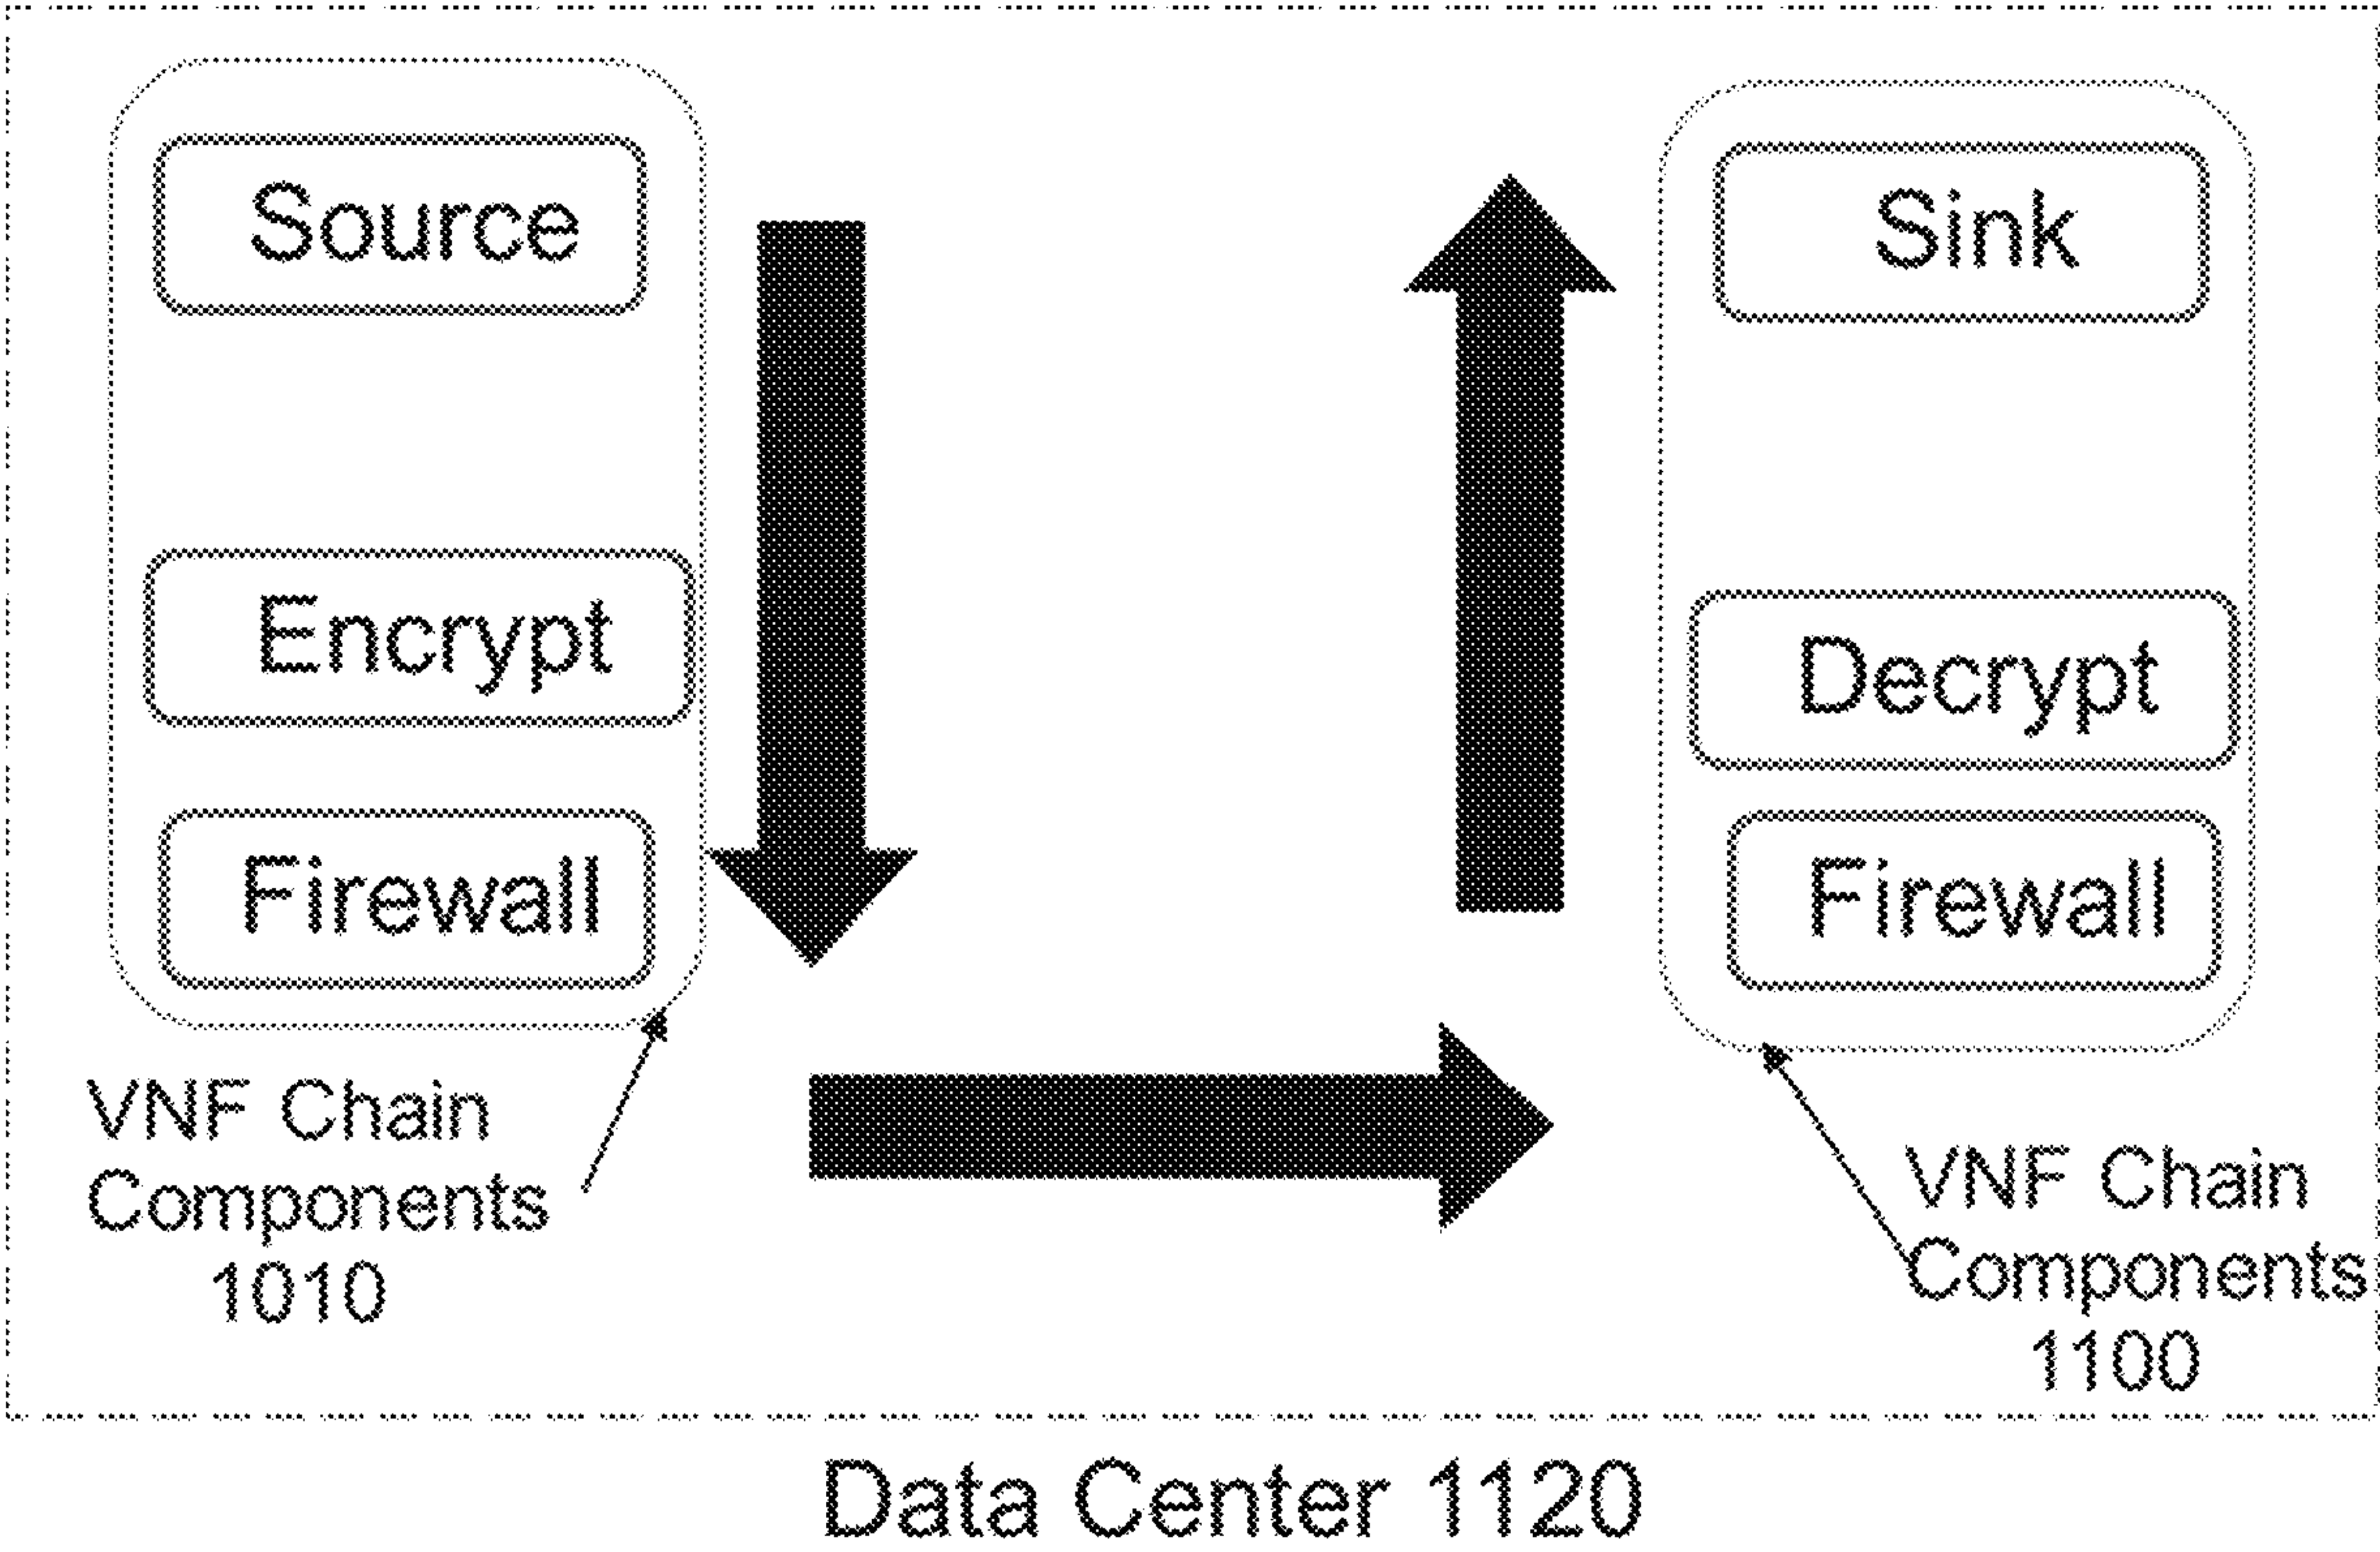 Source
Encrypt
Firewall
VNF Chain
Components
1010
Sink
Decrypt
Firewall
VNF Chain
Components
1100
Data Center 1120